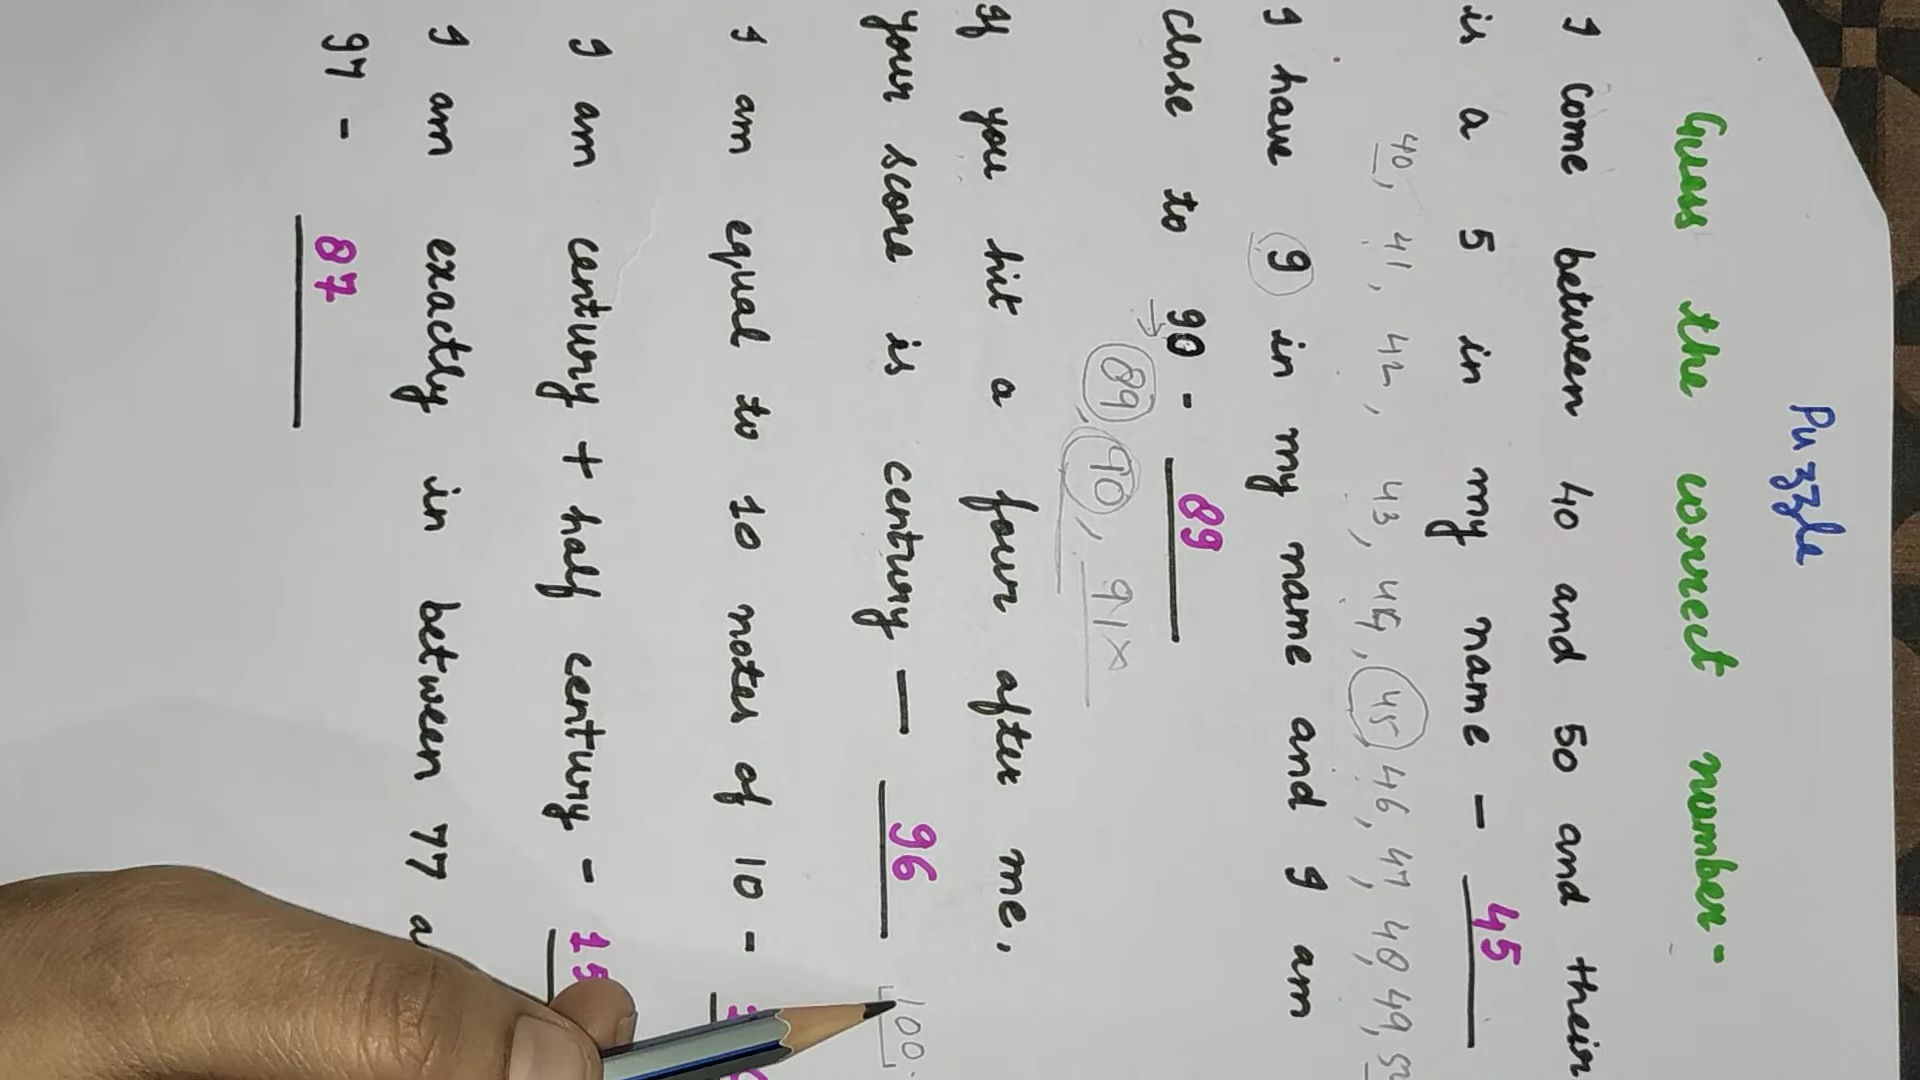 Puzzle
Guess the correct number-
I come between 40 and 50 and their
is a 5 in my name - 45
40, 41, 42, 43, 44, 45 46, 47, 48 49, 50
I have 9 in my name and I am
close to 90 - 89
89, 90, 91 ×
If you hit a four after me,
your score is century — 96
100
I am equal to 10 notes of 10 -
I am century + half century -
I am exactly in between 77
97 - 87